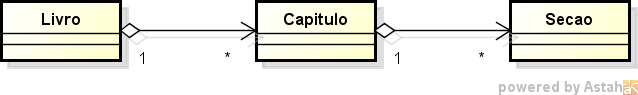 Livro
Capitulo
Secao
1
*
1
*
powered by Astah